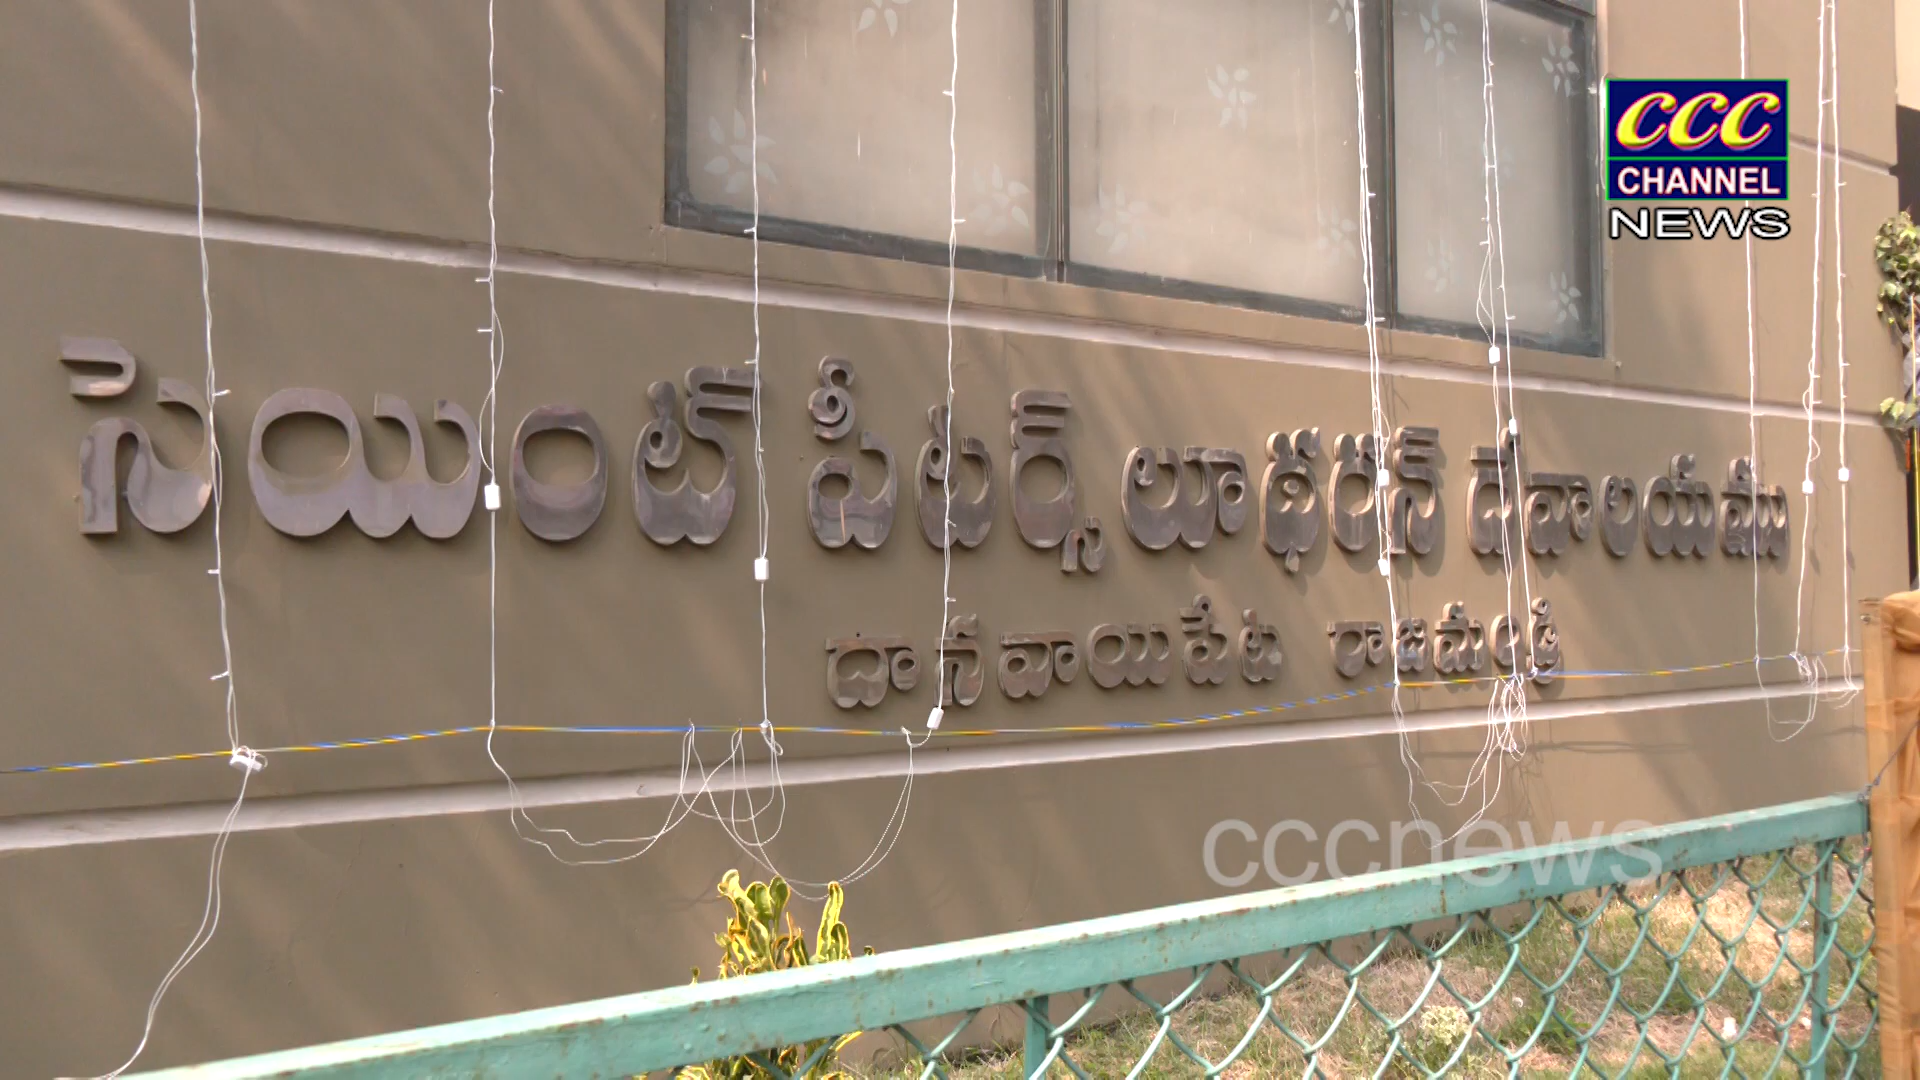 CCC
CHANNEL
NEWS
సెయింట్ పీటర్స్ లూథరన్ దేవాలయము
దానవాయిపేట రాజమండ్రి
cccnews